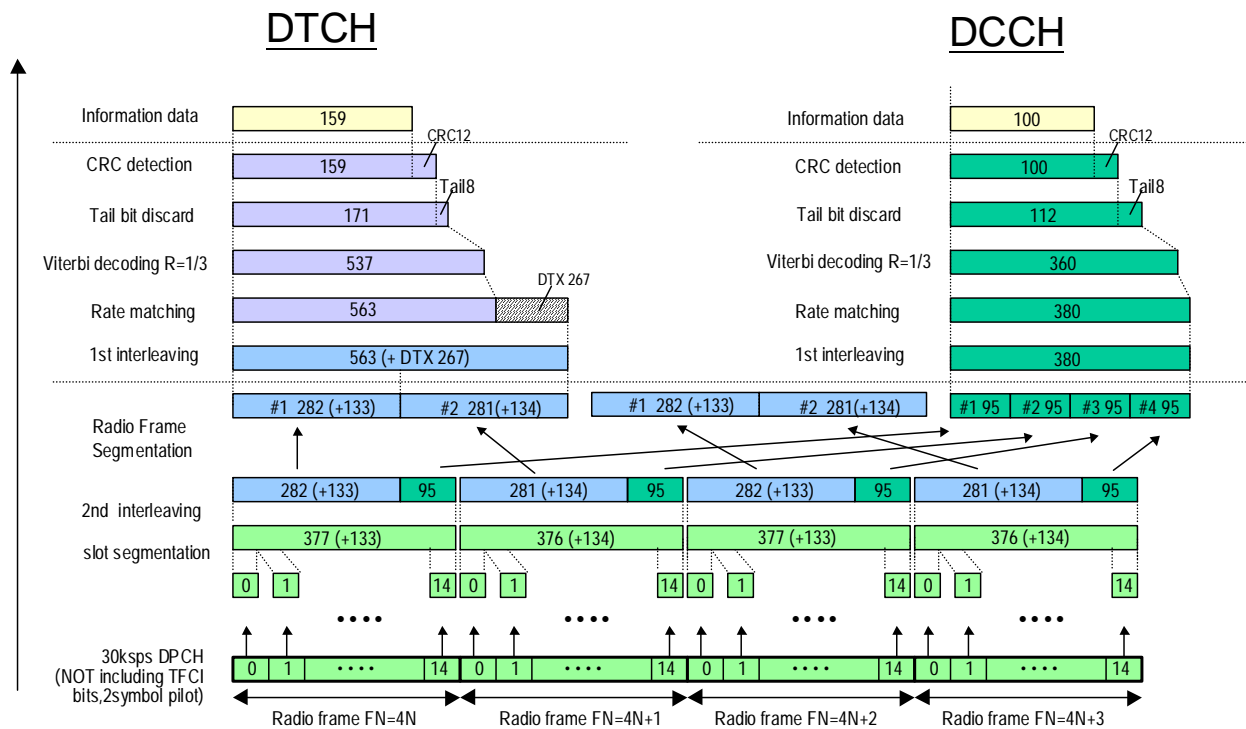 DTCH DCCH
Information data 159 Information data 100
CRC12 CRC12
CRC detection 159 CRC detection 100
Tail8 Tail8
Tail bit discard 171 Tail bit discard 112
Viterbi decoding R=1/3 537 Viterbi decoding R=1/3 360
DTX 267
Rate matching 563 Rate matching 380
1st interleaving 563 (+ DTX 267) 1st interleaving 380
#1 282 (+133) #2 281(+134) #1 282 (+133) #2 281(+134) #1 95 #2 95 #3 95 #4 95
Radio Frame
Segmentation
282 (+133) 95 281 (+134) 95 282 (+133) 95 281 (+134) 95
2nd interleaving
377 (+133) 376 (+134) 377 (+133) 376 (+134)
slot segmentation
0 1 14 0 1 14 0 1 14 0 1 14
•••• •••• •••• ••••
30ksps DPCH
(NOT including TFCI
bits,2symbol pilot)
0 1 •••• 14 0 1 •••• 14 0 1 •••• 14 0 1 •••• 14
Radio frame FN=4N Radio frame FN=4N+1 Radio frame FN=4N+2 Radio frame FN=4N+3